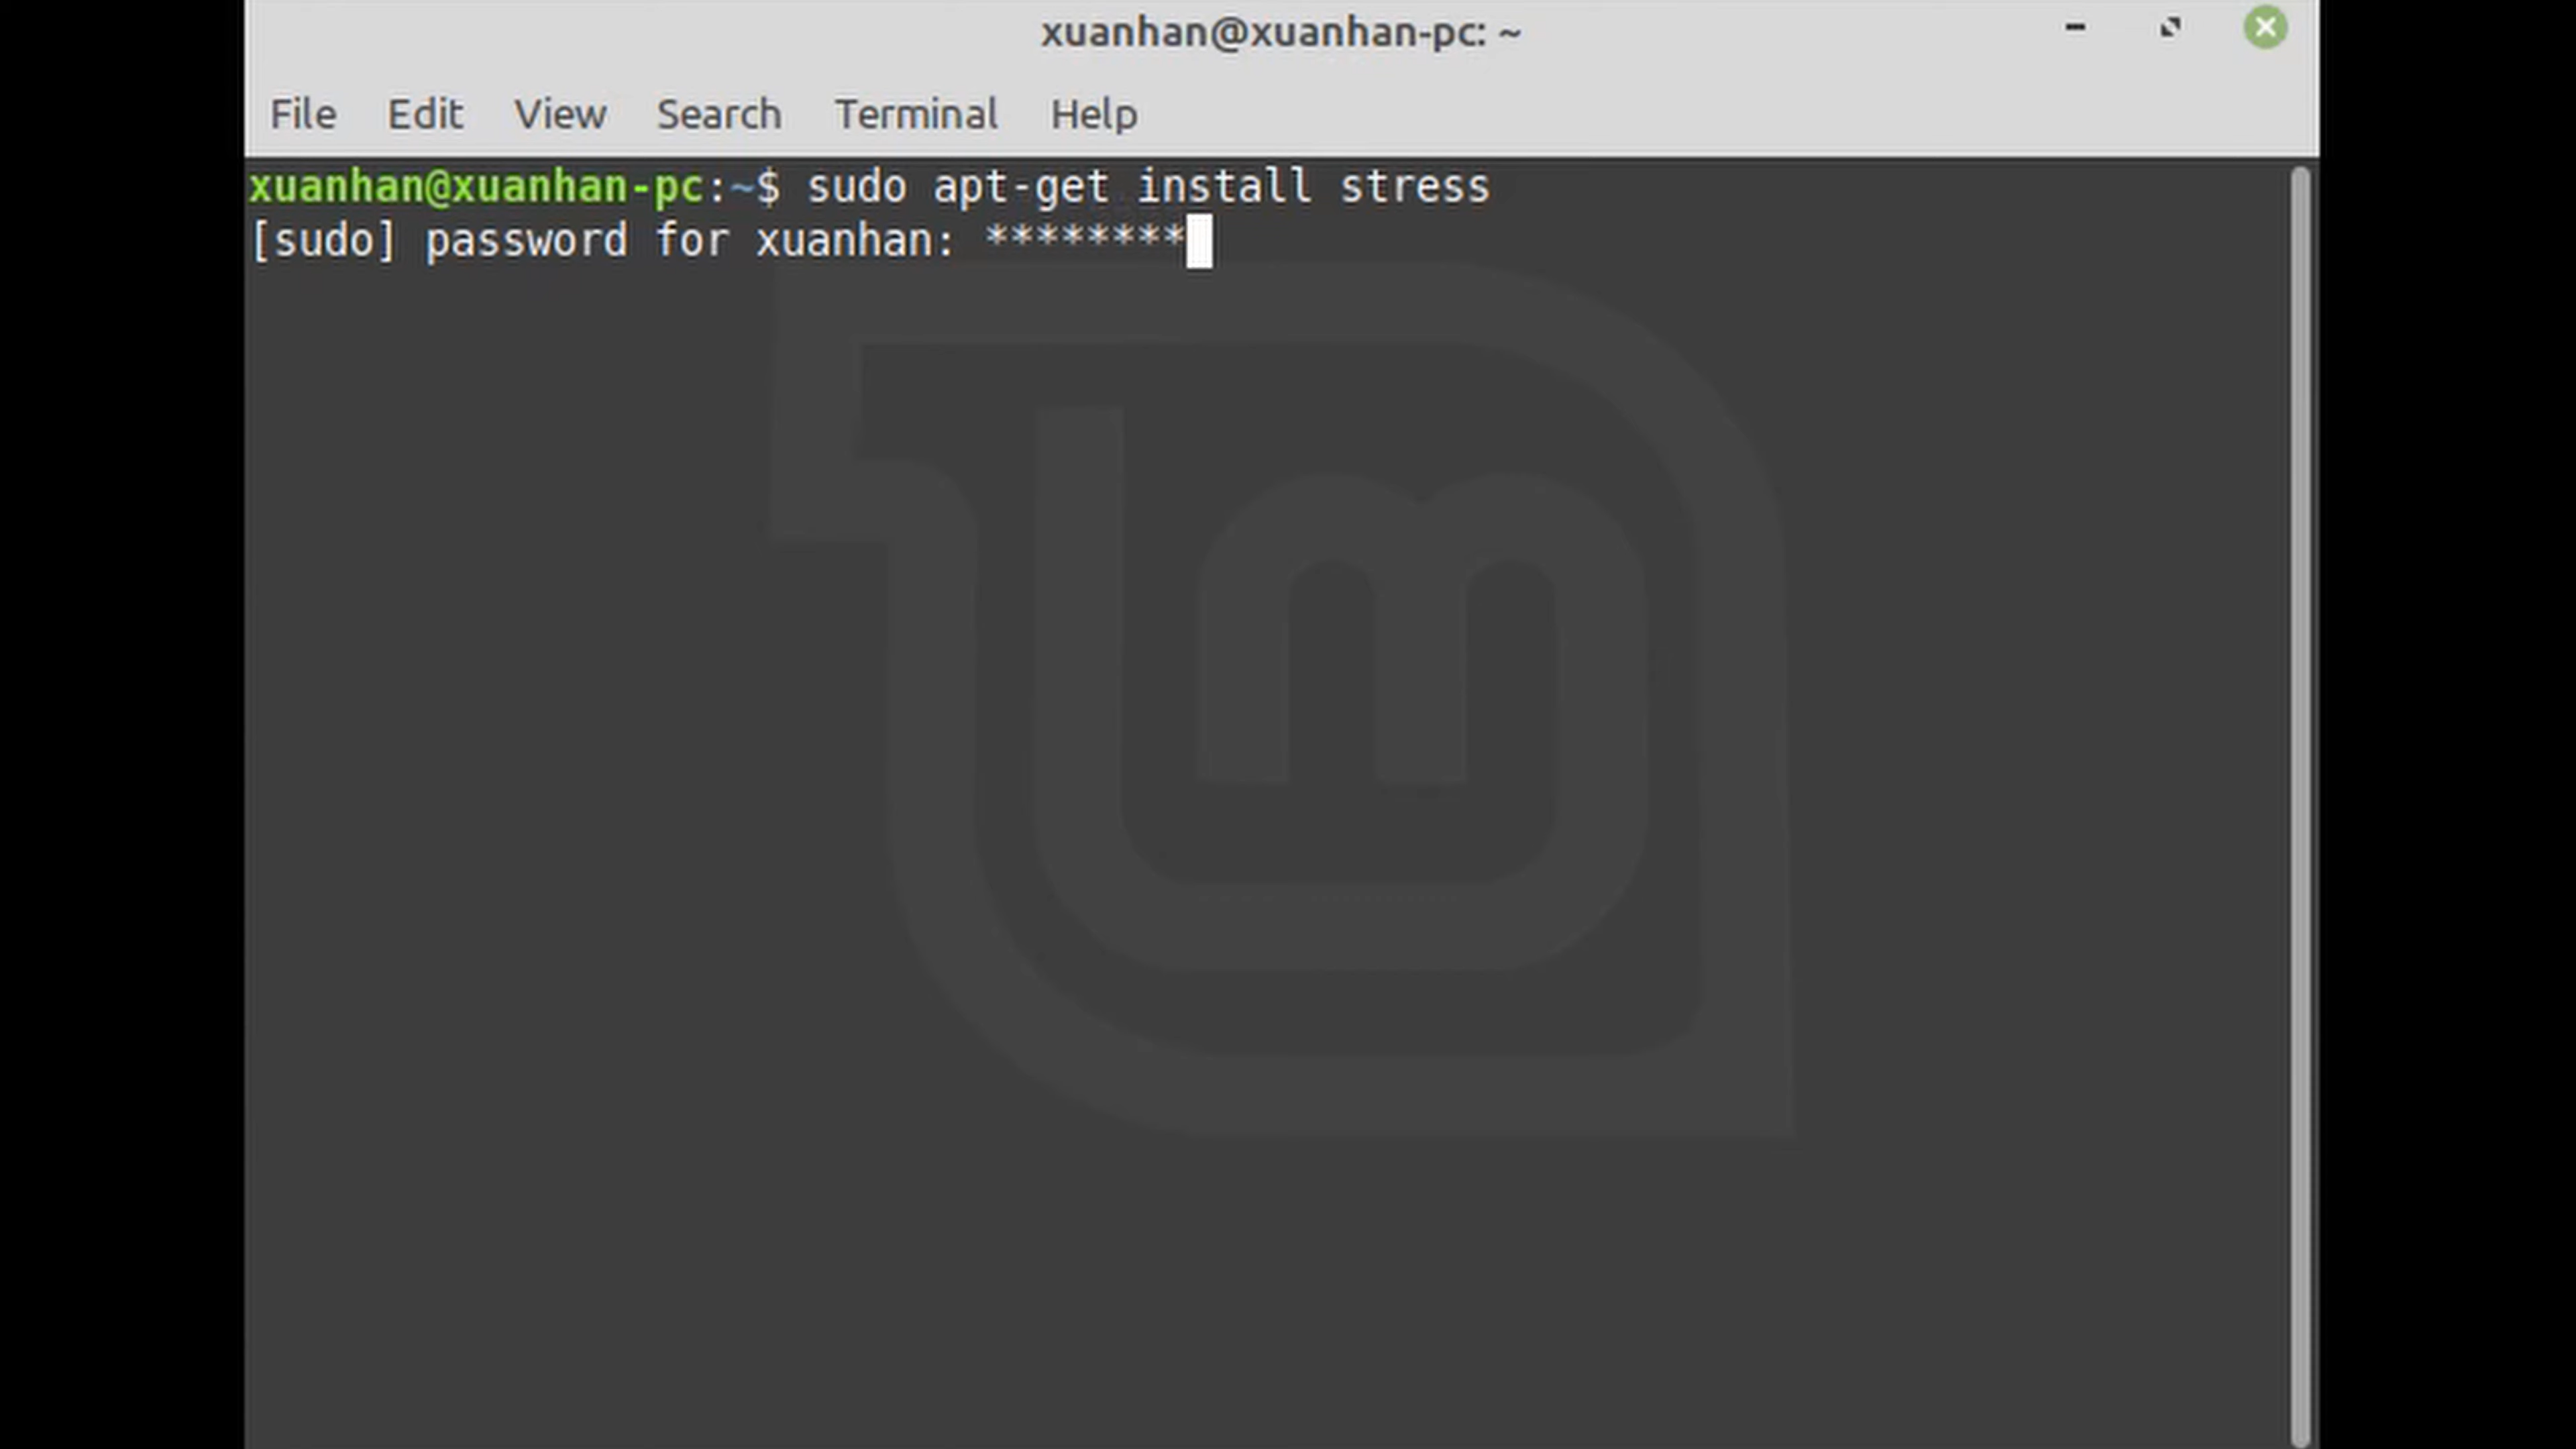 xuanhan@xuanhan-pc: ~
File Edit View Search Terminal Help
xuanhan@xuanhan-pc:~$ sudo apt-get install stress
[sudo] password for xuanhan: ********